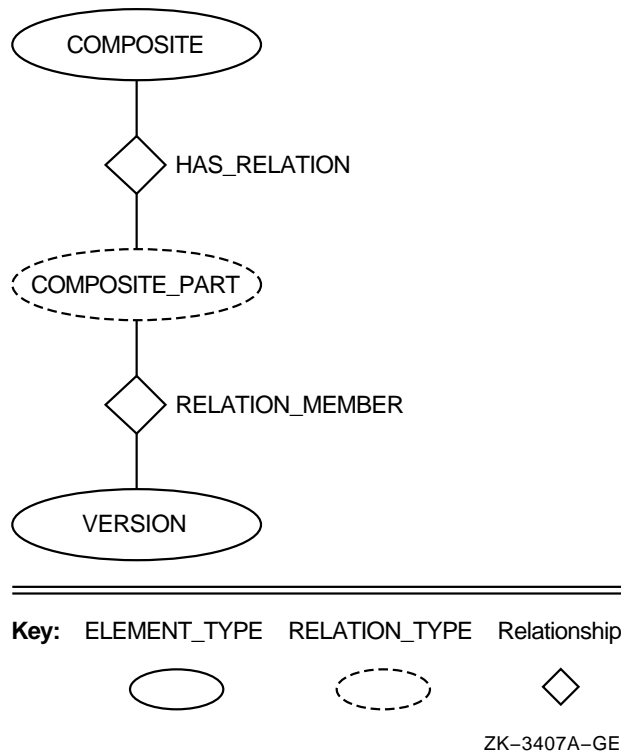 COMPOSITE
HAS_RELATION
COMPOSITE_PART
RELATION_MEMBER
VERSION
Key: ELEMENT_TYPE RELATION_TYPE Relationship
ZK−3407A−GE